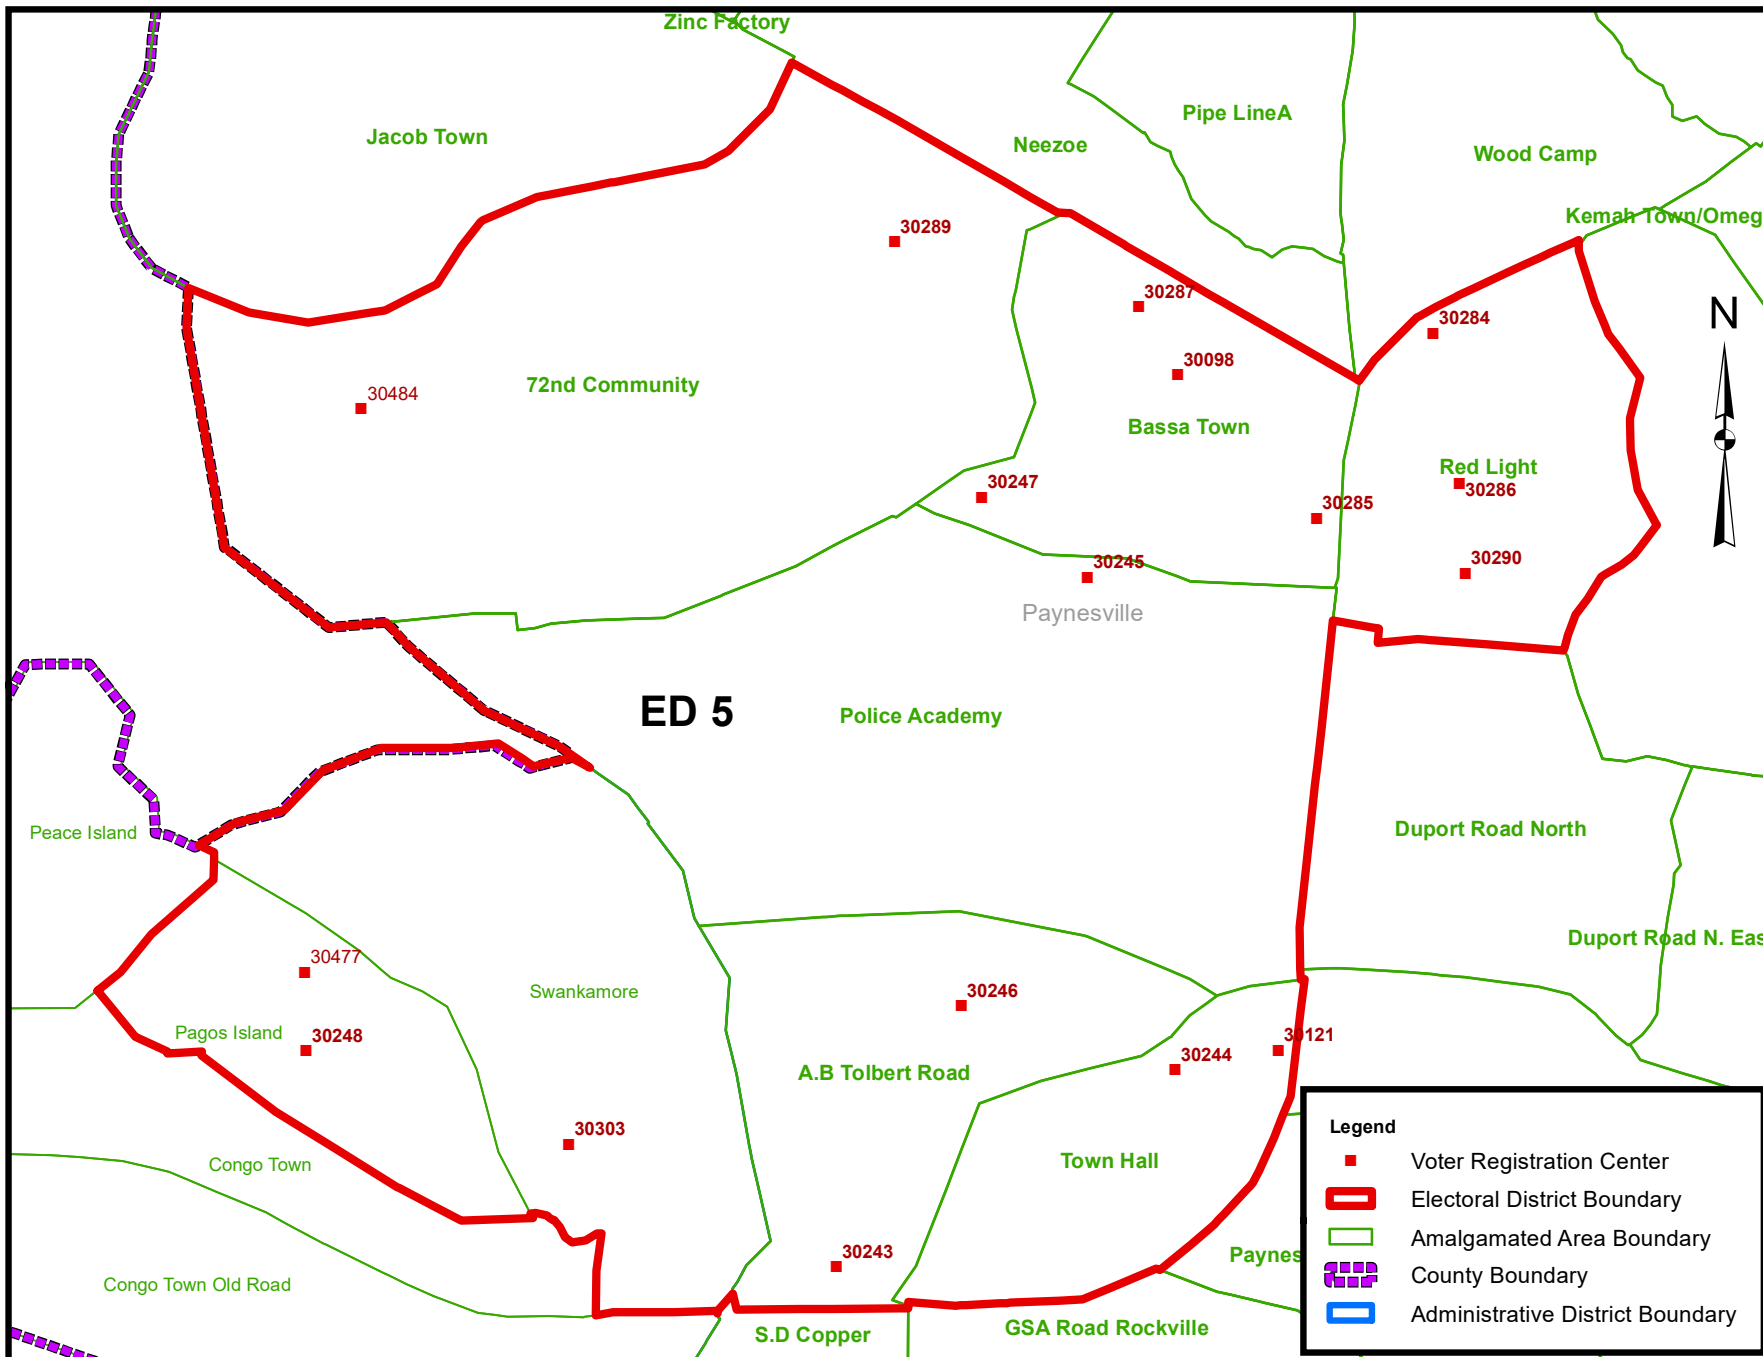 Zinc Factory
Jacob Town
Pipe LineA
Neezoe
Wood Camp
Kemah Town/Omeg
30289
30287
30284
N
30098
72nd Community
30484
Bassa Town
Red Light
30247
30286
30285
30245
30290
Paynesville
ED 5
Police Academy
Peace Island
Duport Road North
Duport Road N. Eas
30477
Swankamore
30246
Pagos Island
30248
30121
30244
A.B Tolbert Road
30303
Town Hall
Congo Town
30243
Paynes
Congo Town Old Road
S.D Copper
GSA Road Rockville
Legend
Voter Registration Center
Electoral District Boundary
Amalgamated Area Boundary
County Boundary
Administrative District Boundary